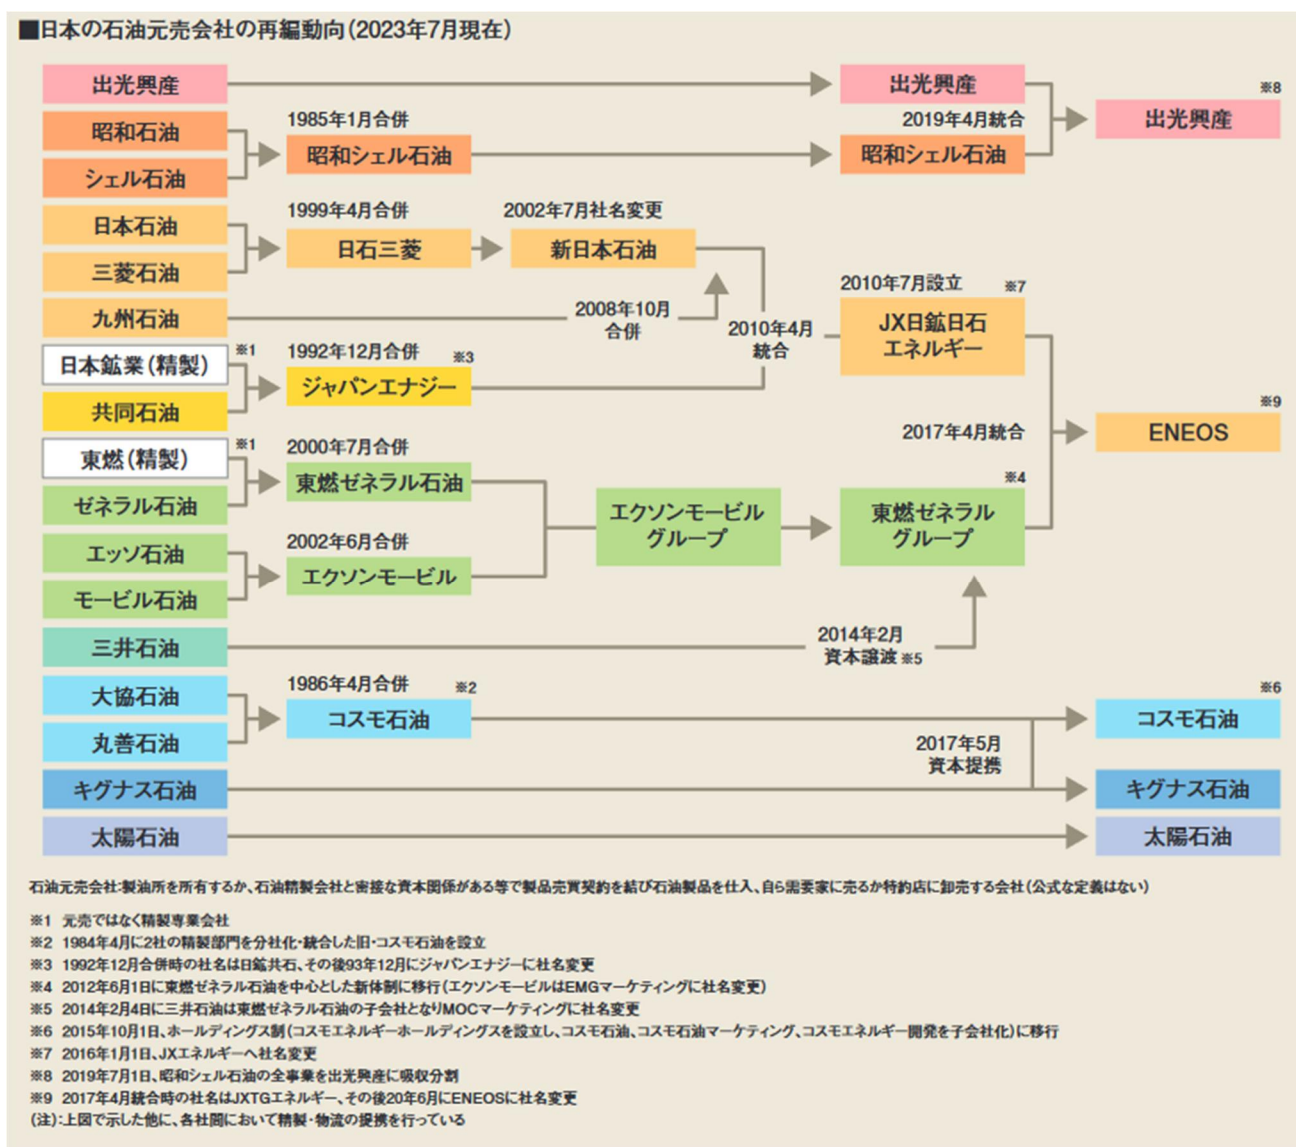 ■日本の石油元売会社の再編動向(2023年7月現在)
出光興産
出光興産
※8
出光興産
昭和石油
シェル石油
1985年1月合併
昭和シェル石油
2019年4月統合
昭和シェル石油
日本石油
三菱石油
1999年4月合併
日石三菱
2002年7月社名変更
新日本石油
九州石油
2008年10月
合併
2010年4月
統合
2010年7月設立
※7
JX日鉱日石
エネルギー
日本鉱業(精製)
※1
共同石油
1992年12月合併
※3
ジャパンエナジー
2017年4月統合
※9
ENEOS
東燃(精製)
※1
ゼネラル石油
2000年7月合併
東燃ゼネラル石油
エッソ石油
モービル石油
2002年6月合併
エクソンモービル
エクソンモービル
グループ
※4
東燃ゼネラル
グループ
三井石油
2014年2月
資本譲渡※5
大協石油
丸善石油
1986年4月合併
※2
コスモ石油
※6
コスモ石油
2017年5月
資本提携
キグナス石油
キグナス石油
太陽石油
太陽石油
石油元売会社:製油所を所有するか、石油精製会社と密接な資本関係がある等で製品売買契約を結び石油製品を仕入、自ら需要家に売るか特約店に卸売する会社(公式な定義はない)
※1 元売ではなく精製専業会社
※2 1984年4月に2社の精製部門を分社化・統合した旧・コスモ石油を設立
※3 1992年12月合併時の社名は日鉱共石、その後93年12月にジャパンエナジーに社名変更
※4 2012年6月1日に東燃ゼネラル石油を中心とした新体制に移行(エクソンモービルはEMGマーケティングに社名変更)
※5 2014年2月4日に三井石油は東燃ゼネラル石油の子会社となりMOCマーケティングに社名変更
※6 2015年10月1日、ホールディングス制(コスモエネルギーホールディングスを設立し、コスモ石油、コスモ石油マーケティング、コスモエネルギー開発を子会社化)に移行
※7 2016年1月1日、JXエネルギーへ社名変更
※8 2019年7月1日、昭和シェル石油の全事業を出光興産に吸収分割
※9 2017年4月統合時の社名はJXTGエネルギー、その後20年6月にENEOSに社名変更
(注):上図で示した他に、各社間において精製・物流の提携を行っている